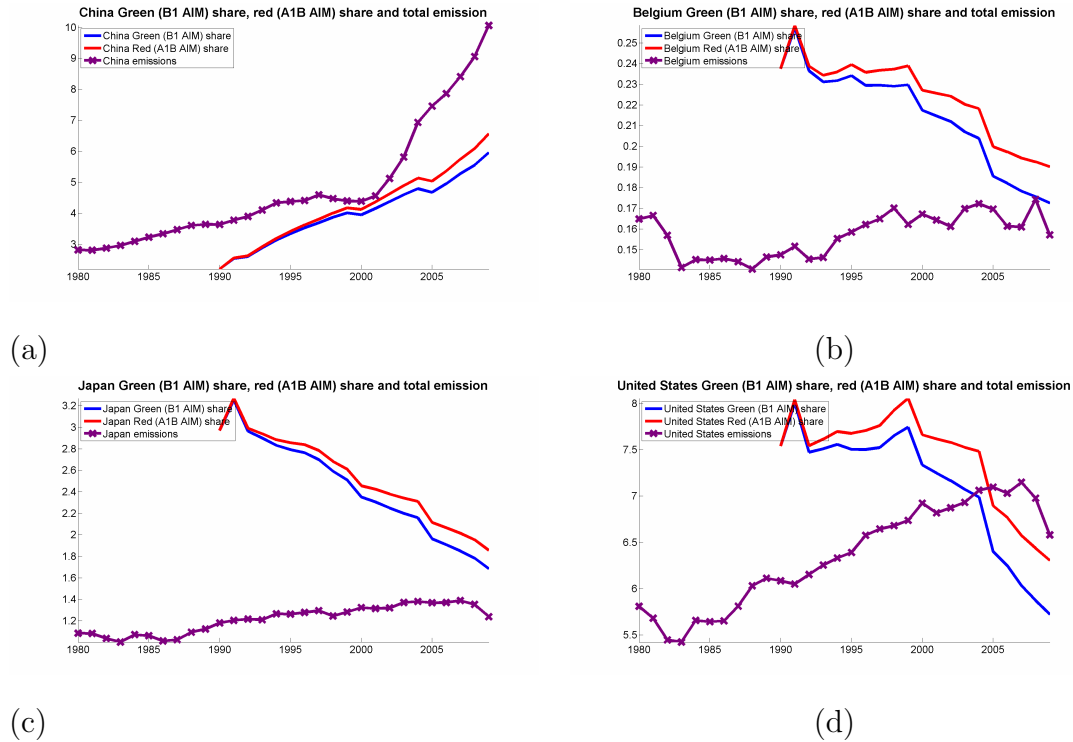 China Green (B1 AIM) share, red (A1B AIM) share and total emission
10
9
8
7
6
5
4
3
China Green (B1 AIM) share
China Red (A1B AIM) share
China emissions
1980 1985 1990 1995 2000 2005
(a)
Belgium Green (B1 AIM) share, red (A1B AIM) share and total emission
0.25
0.24
0.23
0.22
0.21
0.2
0.19
0.18
0.17
0.16
0.15
Belgium Green (B1 AIM) share
Belgium Red (A1B AIM) share
Belgium emissions
1980 1985 1990 1995 2000 2005
(b)
Japan Green (B1 AIM) share, red (A1B AIM) share and total emission
3.2
3
2.8
2.6
2.4
2.2
2
1.8
1.6
1.4
1.2
Japan Green (B1 AIM) share
Japan Red (A1B AIM) share
Japan emissions
1980 1985 1990 1995 2000 2005
(c)
United States Green (B1 AIM) share, red (A1B AIM) share and total emission
8
7.5
7
6.5
6
5.5
United States Green (B1 AIM) share
United States Red (A1B AIM) share
United States emissions
1980 1985 1990 1995 2000 2005
(d)